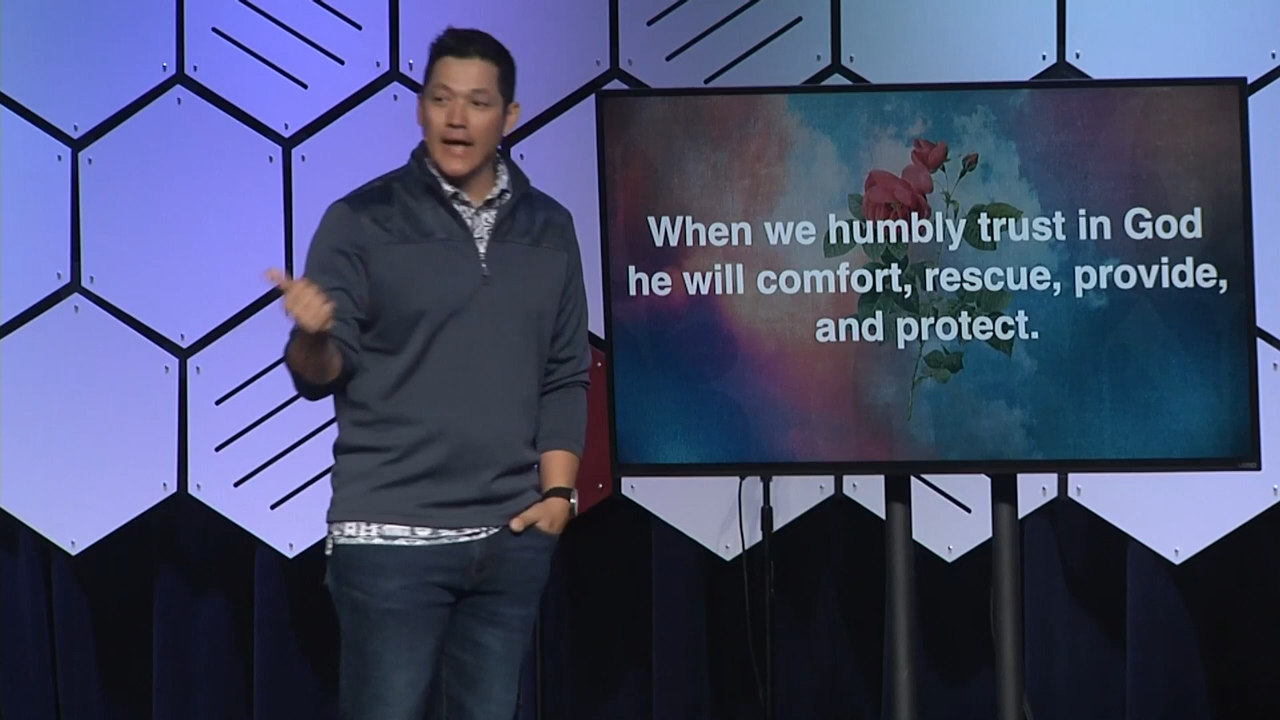 When we humbly trust in God
he will comfort, rescue, provide,
and protect.